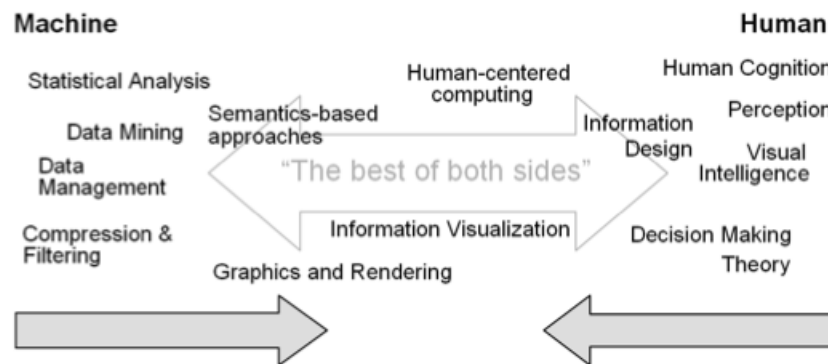 Machine
Human
Statistical Analysis
Human-centered
computing
Human Cognition
Semantics-based
approaches
Data Mining
Information
Design
Perception
Data
Management
"The best of both sides"
Visual
Intelligence
Compression &
Filtering
Information Visualization
Decision Making
Theory
Graphics and Rendering